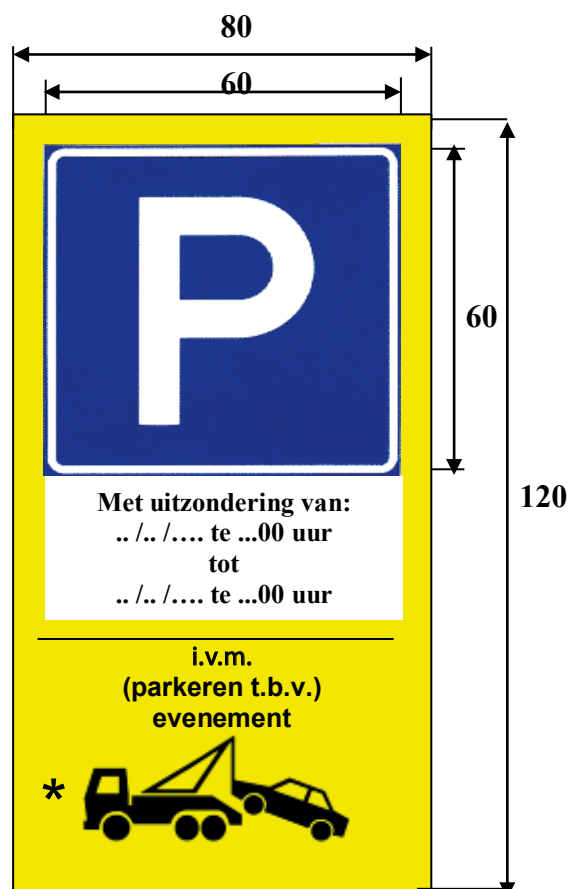 80
60
P
60
120
Met uitzondering van:
.. /.. /.... te ...00 uur
tot
.. /.. /.... te ...00 uur
i.v.m.
(parkeren t.b.v.)
evenement
*